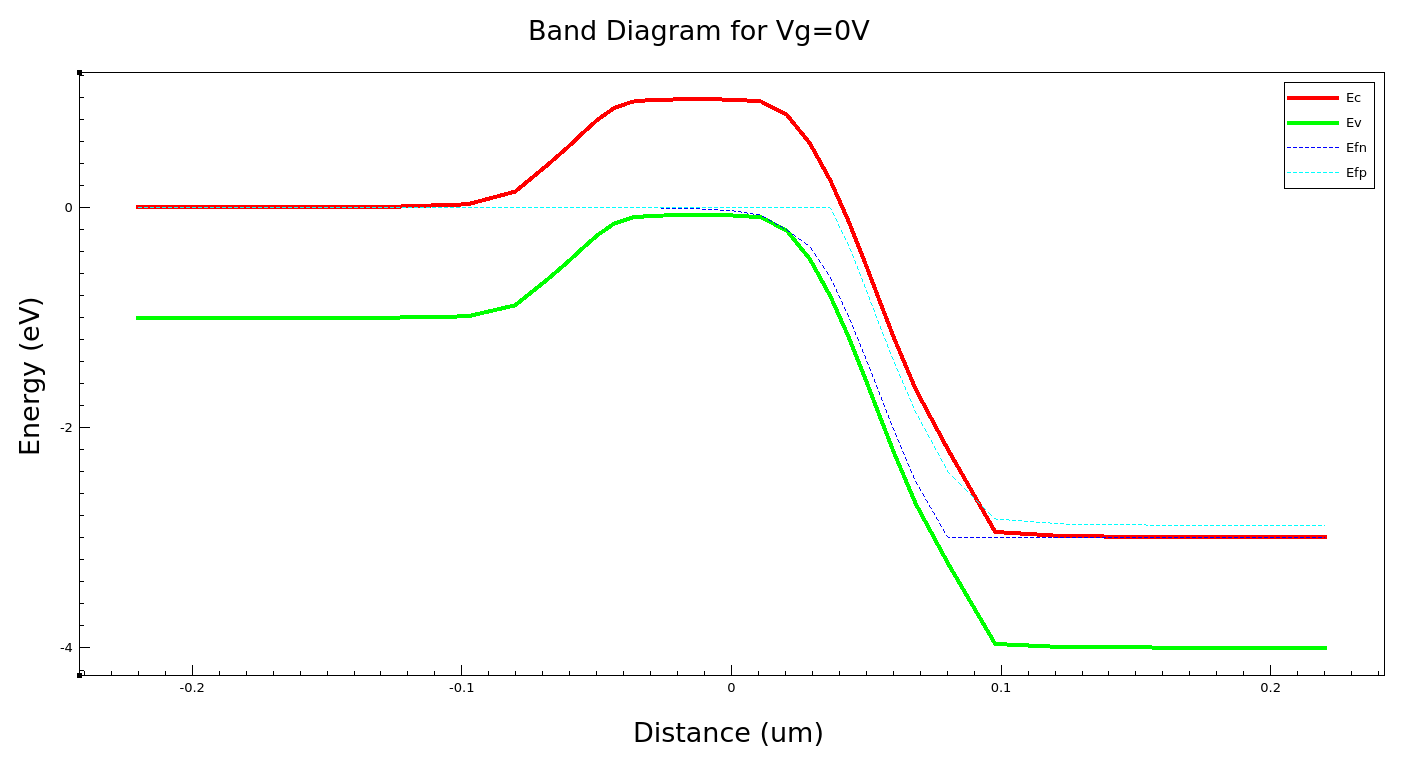 Band Diagram for Vg=0V
Ec
Ev
Efn
Efp
0
-2
-4
Energy (eV)
-0.2
-0.1
0
0.1
0.2
Distance (um)